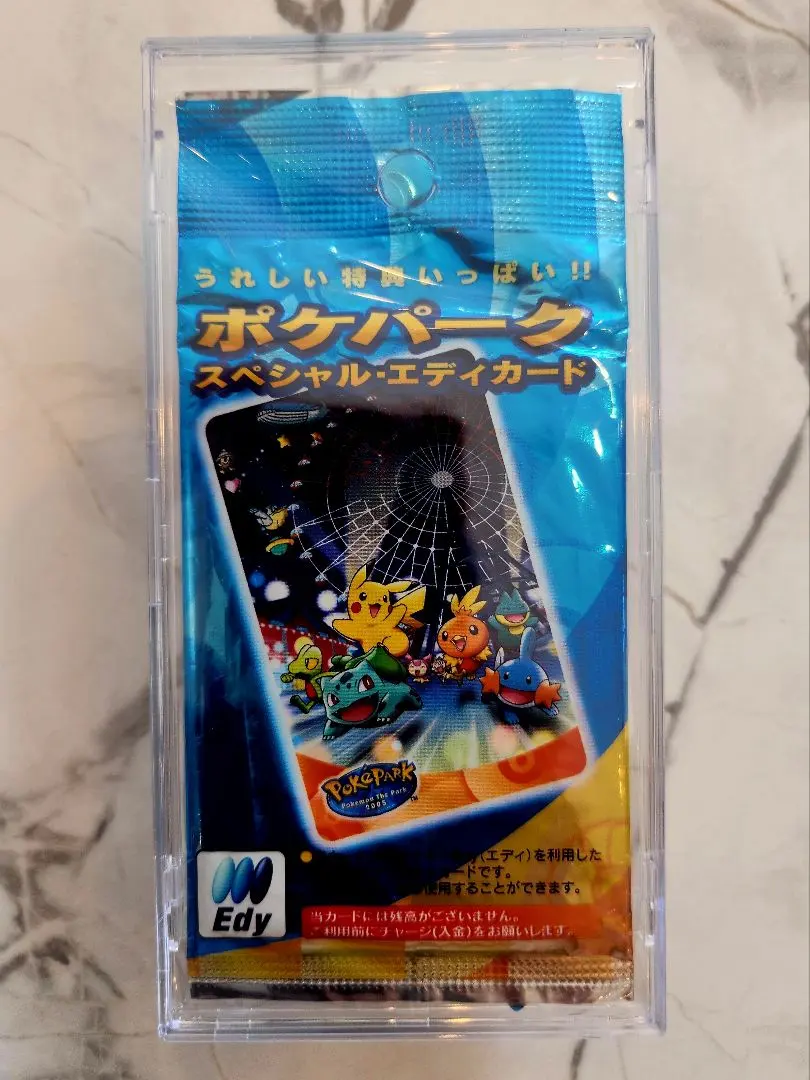 うれしい特典いっぱい!!
ポケパーク
スペシャル・エディカード
POKéPARK
Pokémon The Park
2005
TM
(エディ)を利用した
ードです。
使用することができます。
Edy
当カードには残高がございません。
ご利用前にチャージ(入金)をお願いします。